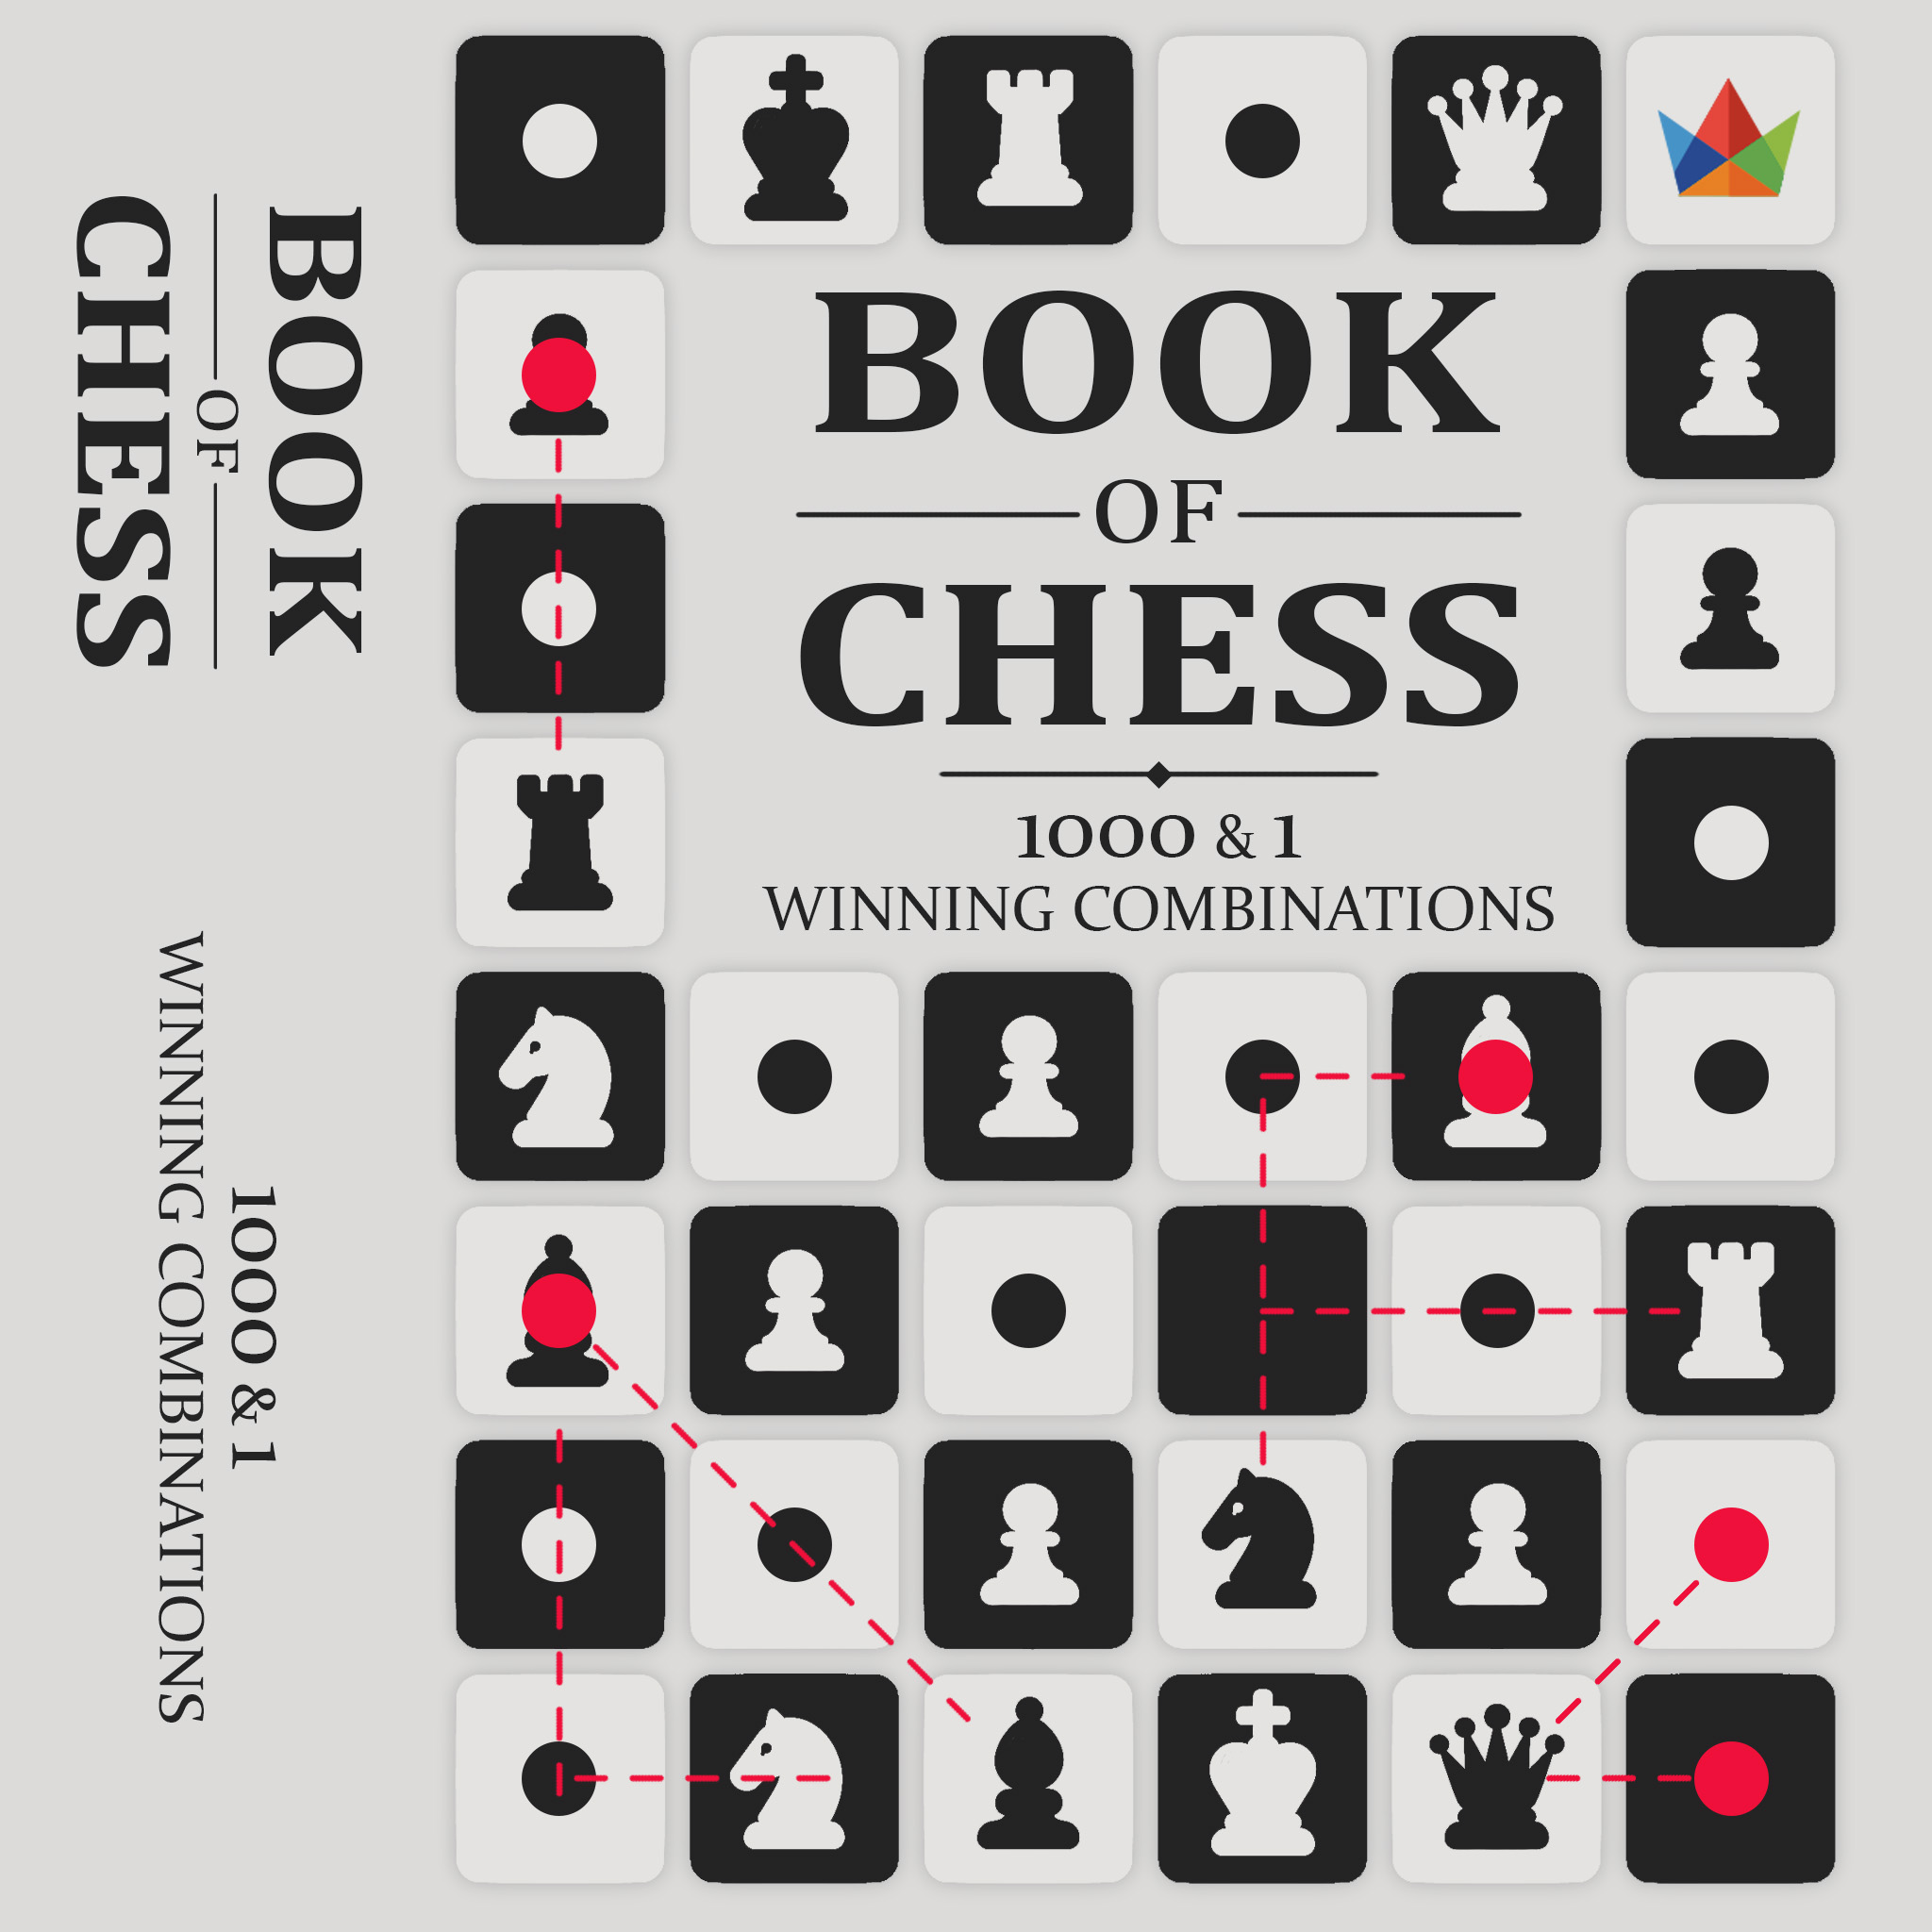 BOOK
OF
CHESS
1000 & 1
WINNING COMBINATIONS
BOOK
OF
CHESS
1000 & 1
WINNING COMBINATIONS